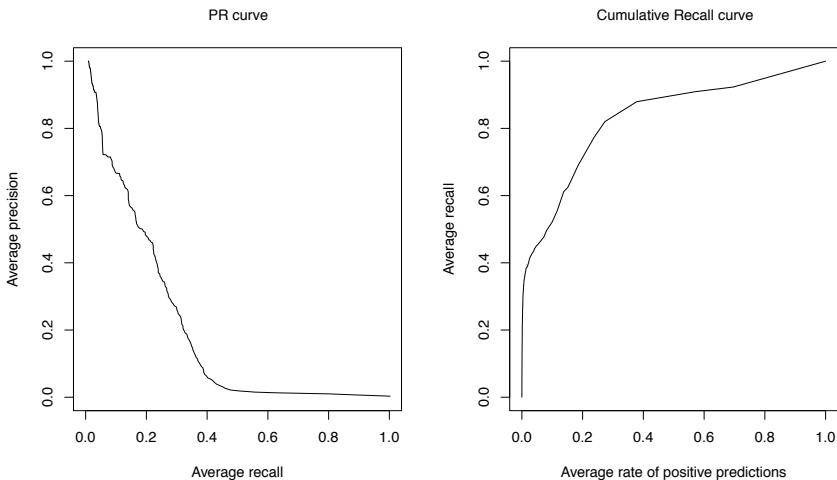 PR curve
Average precision
0.0 0.2 0.4 0.6 0.8 1.0
0.0 0.2 0.4 0.6 0.8 1.0
Average recall
Cumulative Recall curve
Average recall
0.0 0.2 0.4 0.6 0.8 1.0
0.0 0.2 0.4 0.6 0.8 1.0
Average rate of positive predictions